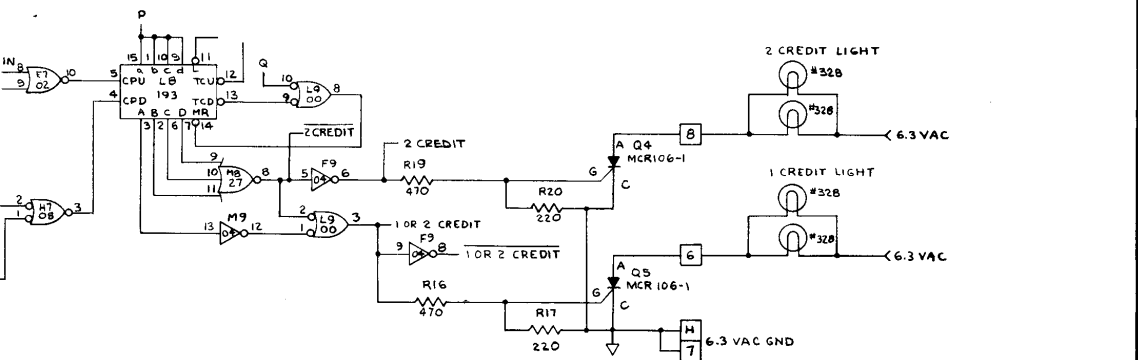 P
15 1 10 9 11
a b c d L
IN 8
9
E7
02
10
5
CPU L8 TCU
12
193
4
CPD TCD
13
A B C D MR
3 2 6 7 14
Q
10
9
L9
00
8
2 CREDIT
9
10
11
M8
27
8
5
F9
04
6
2 CREDIT
R19
470
2
1
H7
08
3
13
M9
04
12
2
1
L9
00
3
1 OR 2 CREDIT
9
F9
04
8
1 OR 2 CREDIT
R16
470
R20
220
R17
220
A Q4
MCR106-1
G
C
8
2 CREDIT LIGHT
#328
#328
6.3 VAC
1 CREDIT LIGHT
#328
#328
6.3 VAC
A Q5
MCR 106-1
G
C
6
H
7
6.3 VAC GND